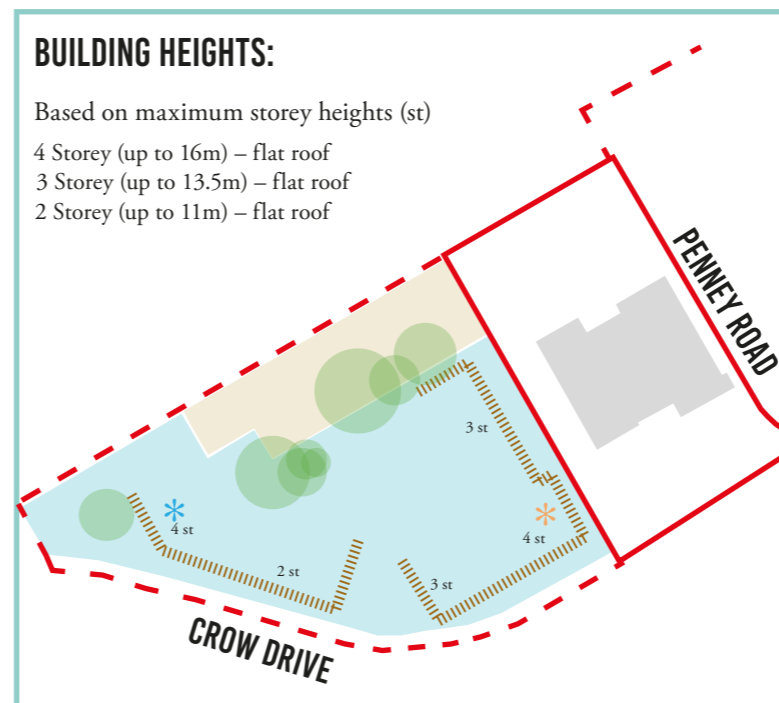 BUILDING HEIGHTS:
Based on maximum storey heights (st)
4 Storey (up to 16m) – flat roof
3 Storey (up to 13.5m) – flat roof
2 Storey (up to 11m) – flat roof
PENNEY ROAD
3 st
4 st
4 st
2 st
3 st
CROW DRIVE